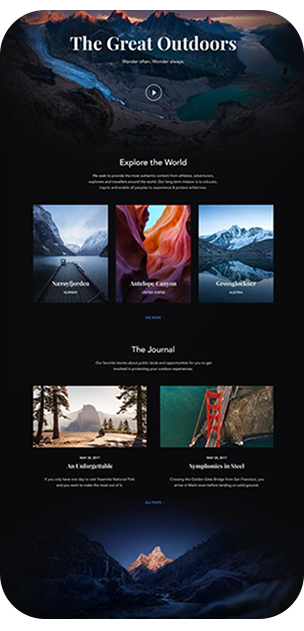 The Great Outdoors
Wander often. Wonder always.
Explore the World
We seek to provide the most authentic content from athletes, adventurers,
explorers and travellers around the world. Our long-term mission is to educate,
inspire and enable all peoples to experience & protect wilderness.
Nærøyfjorden
NORWAY
Antelope Canyon
UNITED STATES
Grossglockner
AUSTRIA
SEE MORE
The Journal
Our favorite stories about public lands and opportunities for you to get
involved in protecting your outdoor experiences.
MAY 28, 2017
An Unforgettable
If you only have one day to visit Yosemite National Park
and you want to make the most out of it.
MAY 28, 2017
Symphonies in Steel
Crossing the Golden Gate Bridge from San Francisco, you
arrive in Marin even before landing on solid ground.
ALL POSTS